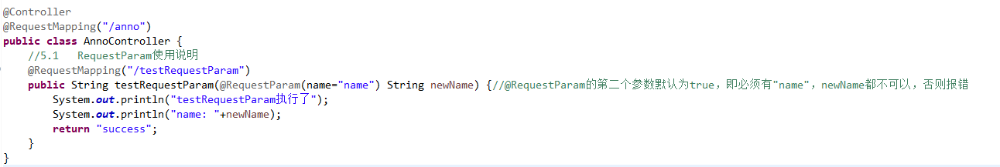 @Controller
@RequestMapping("/anno")
public class AnnoController {
//5.1 RequestParam使用说明
@RequestMapping("/testRequestParam")
public String testRequestParam(@RequestParam(name="name") String newName) {//@RequestParam的第二个参数默认为true，即必须有"name"，newName都不可以，否则报错
System.out.println("testRequestParam执行了");
System.out.println("name: "+newName);
return "success";
}
}